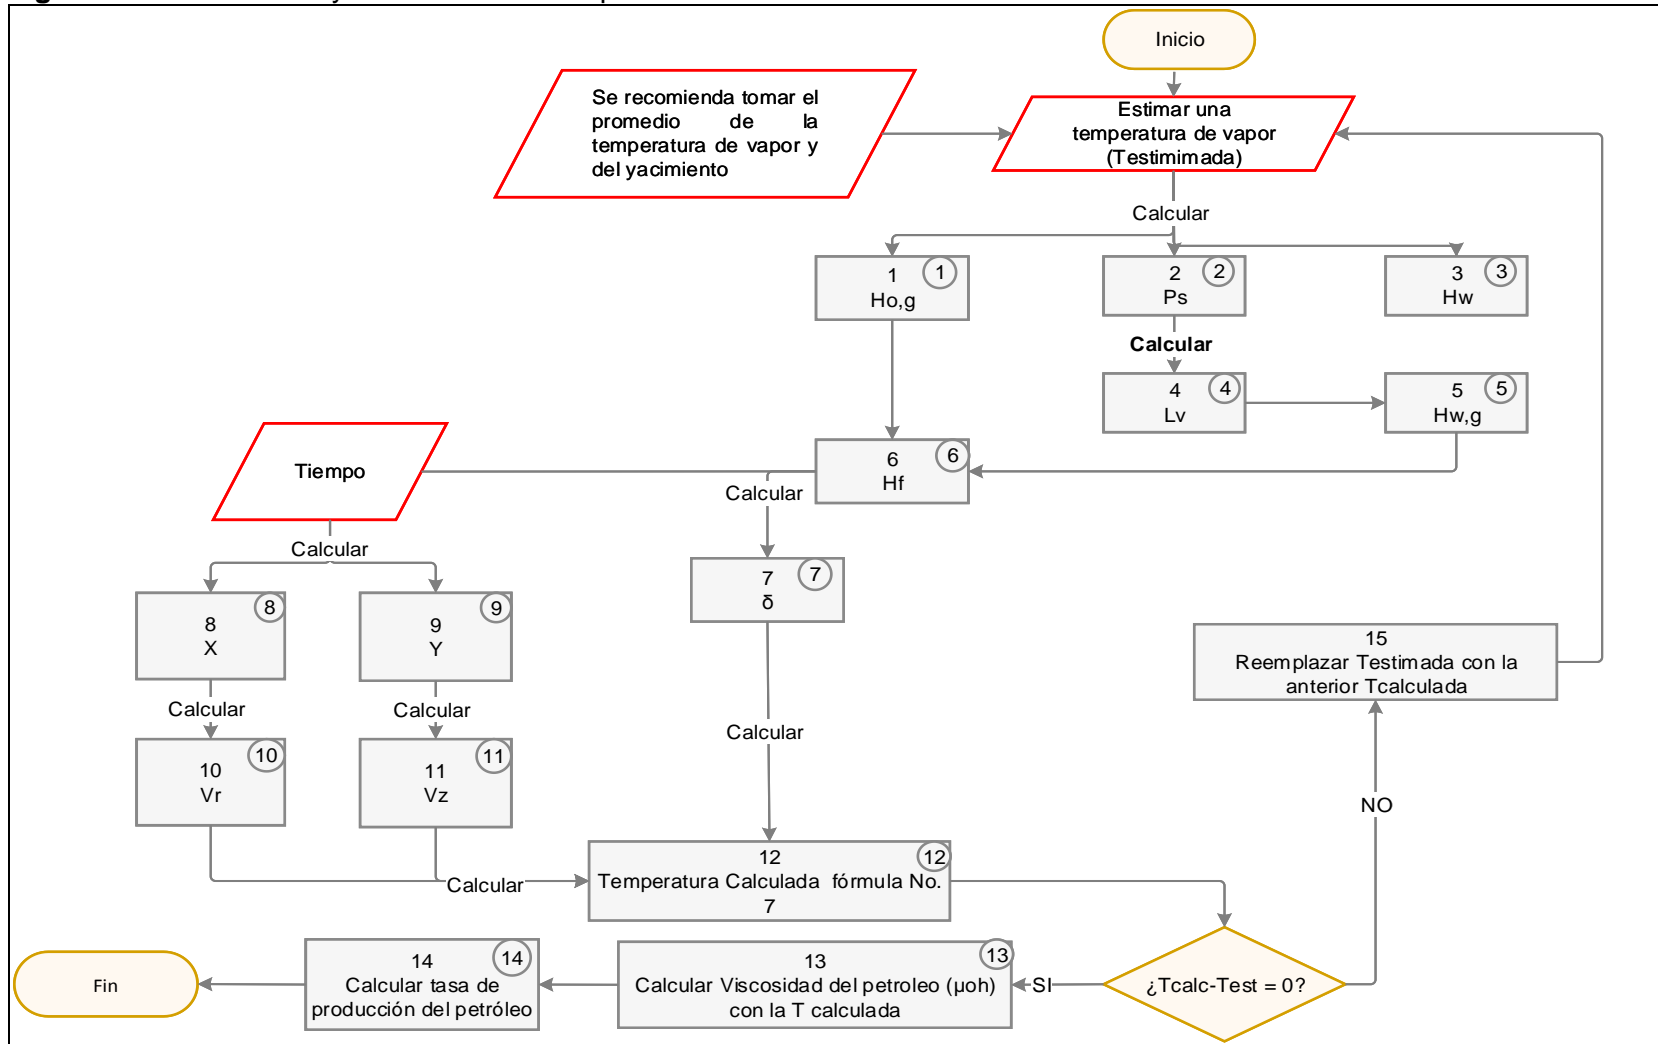 Inicio
Se recomienda tomar el
promedio de la
temperatura de vapor y
del yacimiento
Estimar una
temperatura de vapor
(Testimimada)
Calcular
1
1
Ho,g
2
2
Ps
3
3
Hw
Calcular
4
4
Lv
5
5
Hw,g
6
6
Hf
Tiempo
Calcular
Calcular
7
7
δ
8
8
X
9
9
Y
15
Reemplazar Testimada con la
anterior Tcalculada
Calcular
Calcular
Calcular
10
10
Vr
11
11
Vz
NO
12
12
Temperatura Calculada fórmula No.
7
Calcular
14
14
Calcular tasa de
producción del petróleo
13
13
Calcular Viscosidad del petroleo (µoh)
con la T calculada
SI
¿Tcalc-Test = 0?
Fin